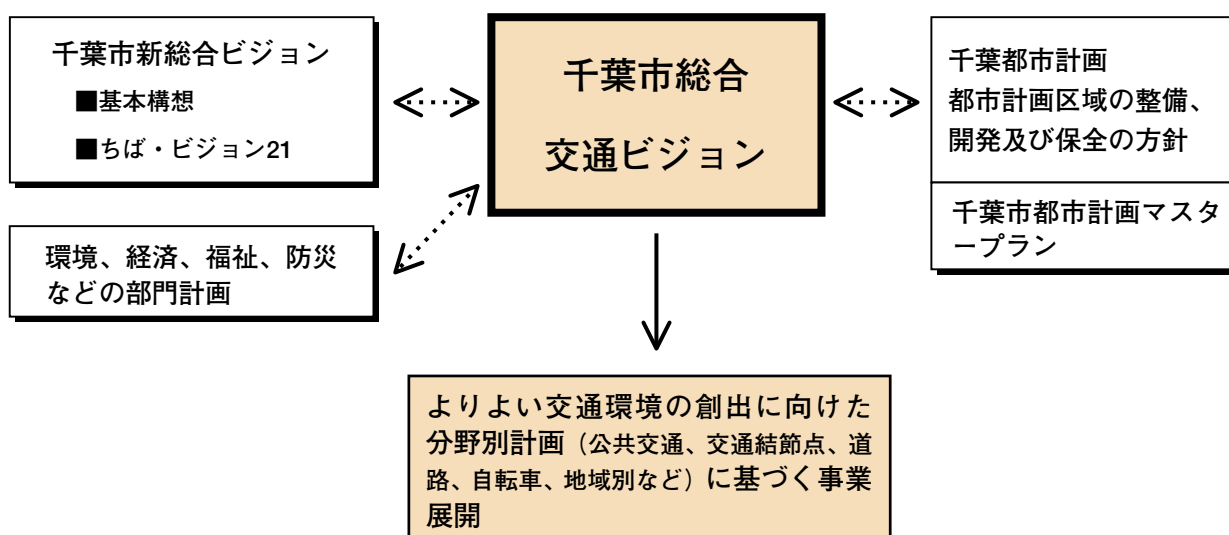 千葉市新総合ビジョン
■基本構想
■ちば・ビジョン21
環境、経済、福祉、防災
などの部門計画
千葉市総合
交通ビジョン
千葉都市計画
都市計画区域の整備、
開発及び保全の方針
千葉市都市計画マスタ
ープラン
よりよい交通環境の創出に向けた
分野別計画（公共交通、交通結節点、道
路、自転車、地域別など）に基づく事業
展開